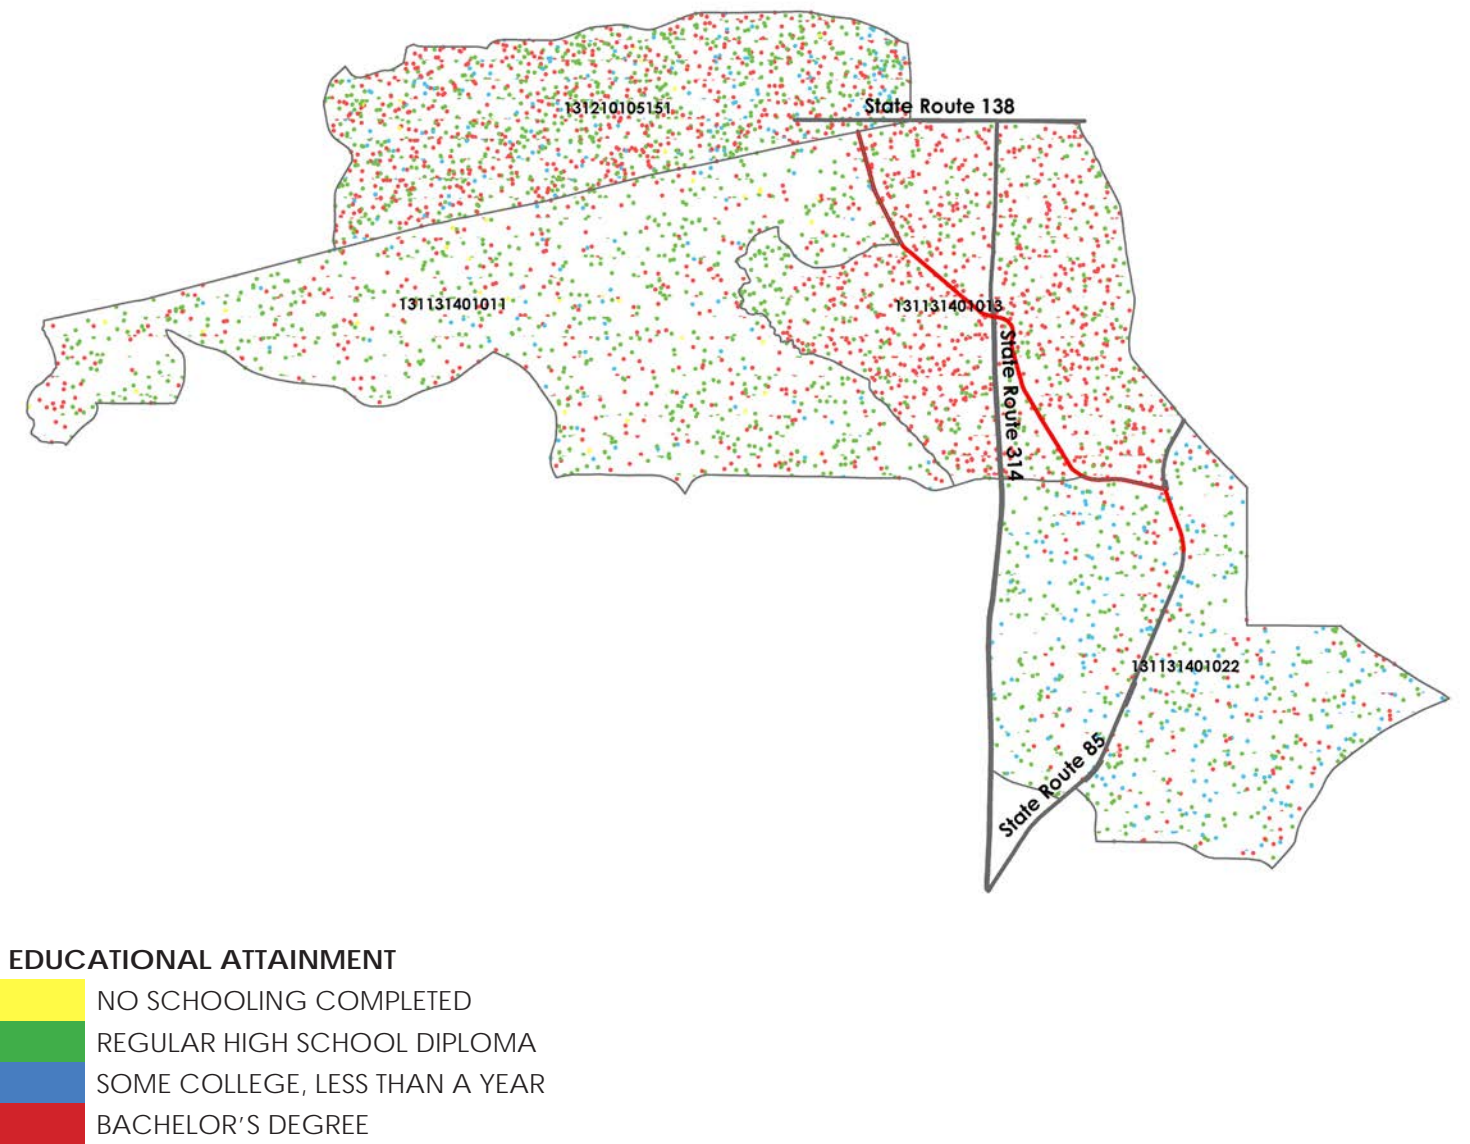 131210105151
State Route 138
131131401011
131131401013
State Route 314
131131401022
State Route 85
EDUCATIONAL ATTAINMENT
NO SCHOOLING COMPLETED
REGULAR HIGH SCHOOL DIPLOMA
SOME COLLEGE, LESS THAN A YEAR
BACHELOR'S DEGREE